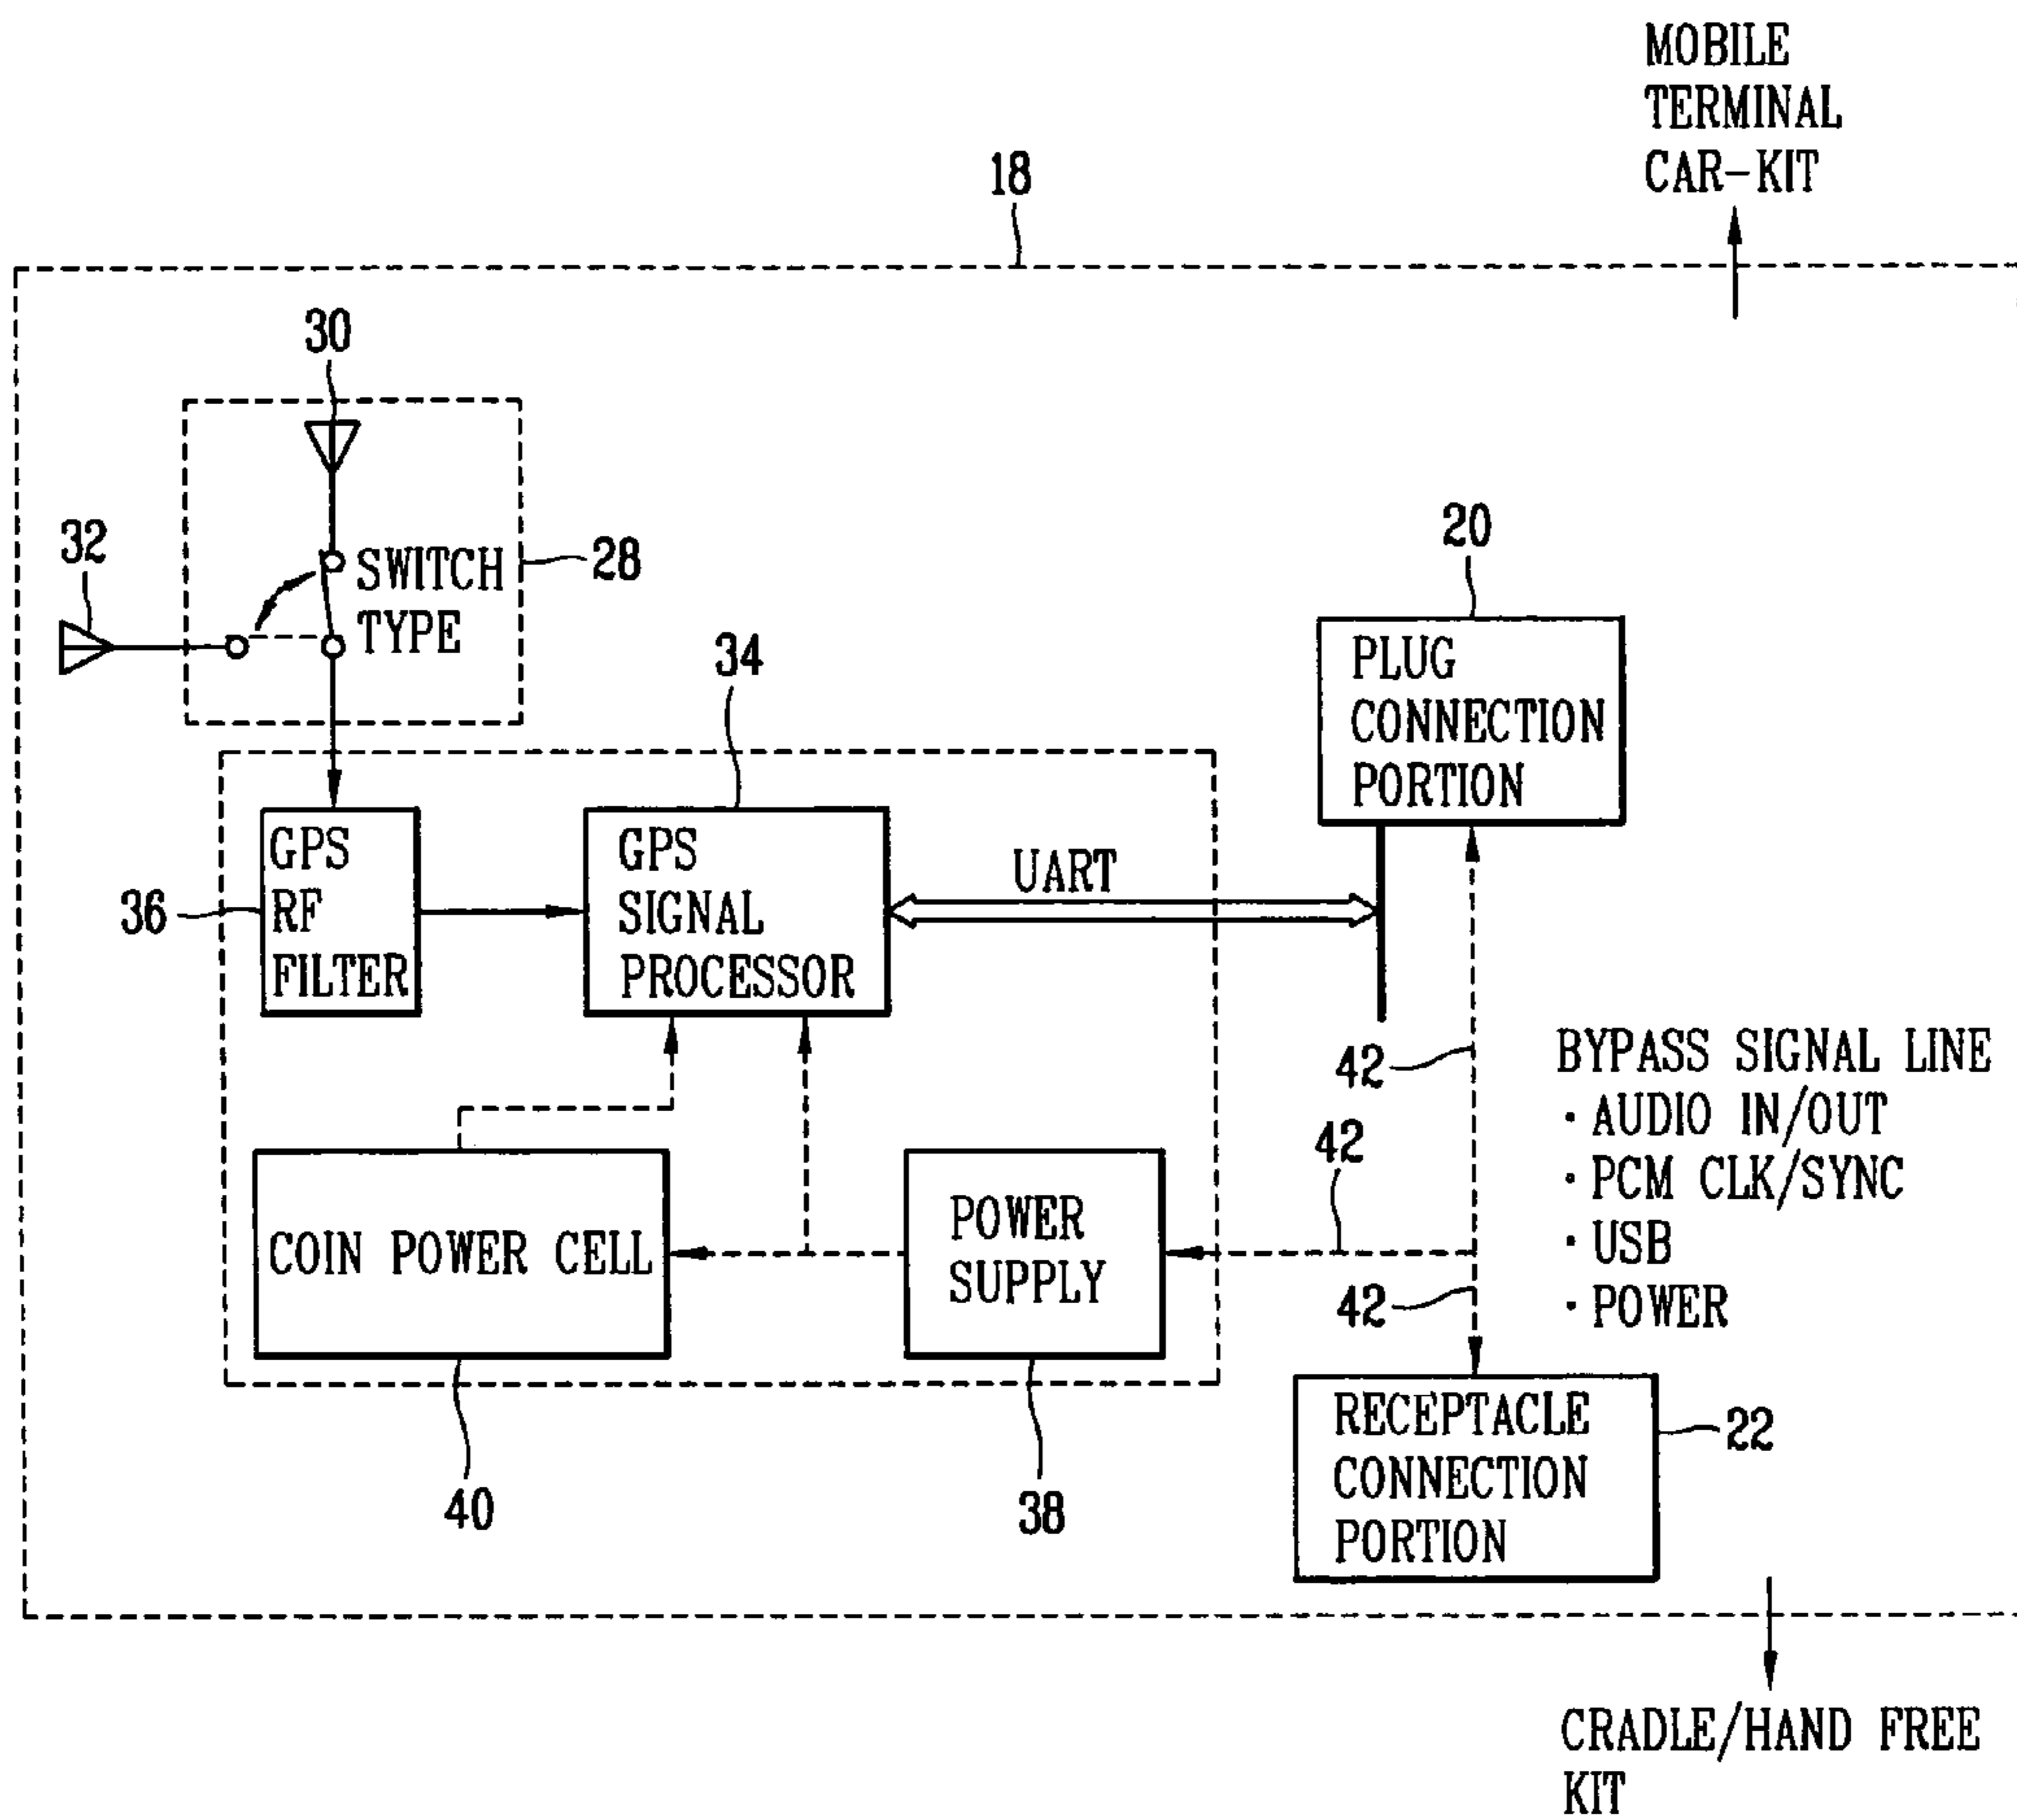 MOBILE
TERMINAL
CAR-KIT
18
30
32
SWITCH
TYPE
28
20
34
PLUG
CONNECTION
PORTION
36
GPS
RF
FILTER
GPS
SIGNAL
PROCESSOR
UART
42
BYPASS SIGNAL LINE
· AUDIO IN/OUT
· PCM CLK/SYNC
· USB
· POWER
42
COIN POWER CELL
POWER
SUPPLY
42
RECEPTACLE
CONNECTION
PORTION
22
40
38
CRADLE/HAND FREE
KIT